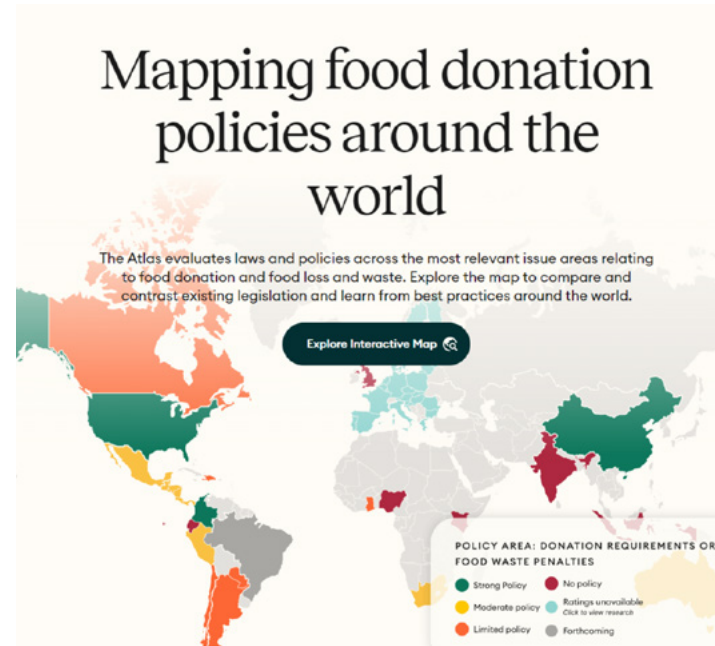 Mapping food donation
policies around the
world
The Atlas evaluates laws and policies across the most relevant issue areas relating
to food donation and food loss and waste. Explore the map to compare and
contrast existing legislation and learn from best practices around the world.
Explore Interactive Map
POLICY AREA: DONATION REQUIREMENTS OR
FOOD WASTE PENALTIES
Strong Policy
No policy
Moderate policy
Ratings unavailable
Click to view research
Limited policy
Forthcoming